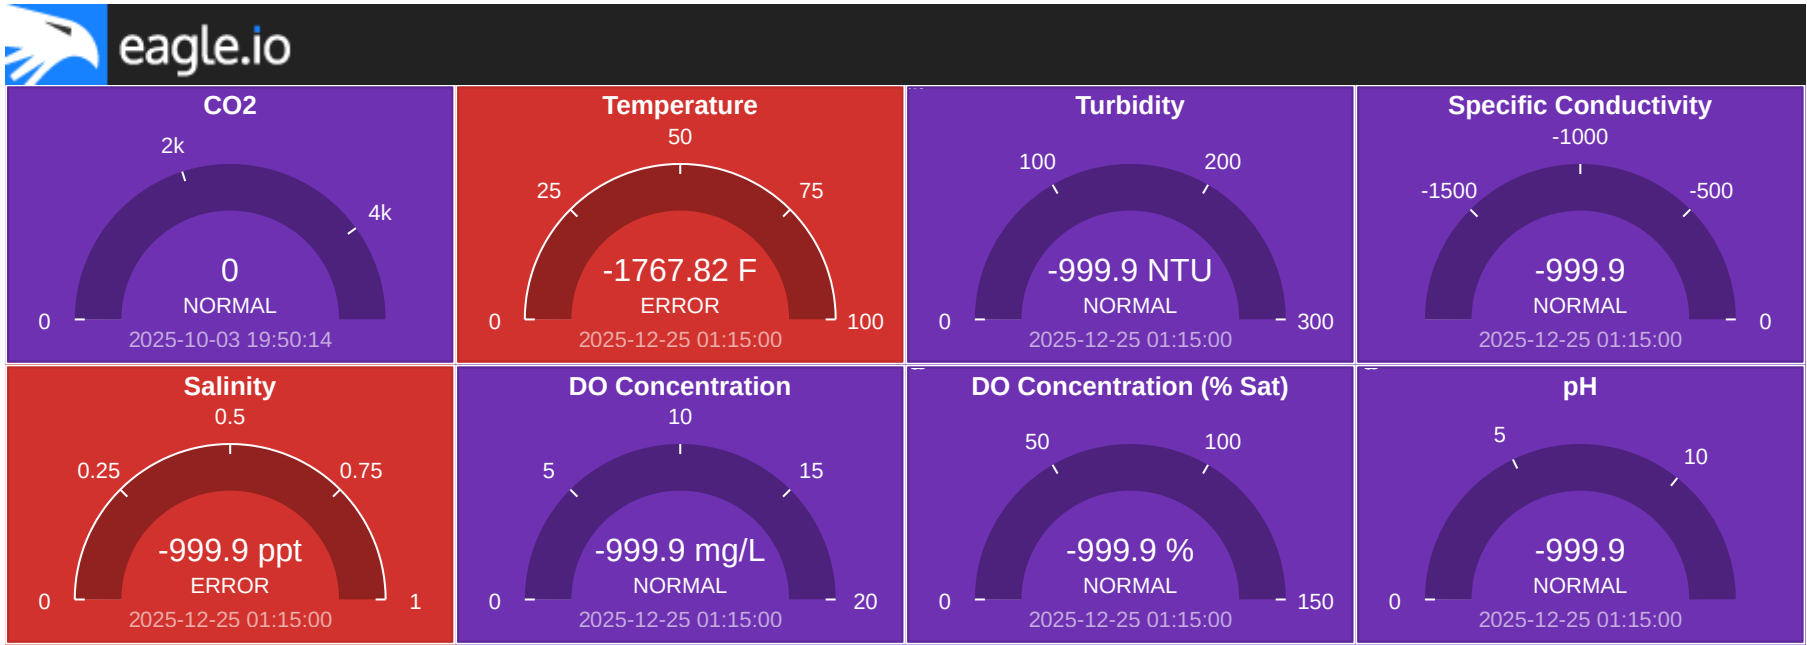 eagle.io
CO2
2k
4k
0
0
NORMAL
2025-10-03 19:50:14
Temperature
50
25
75
-1767.82 F
ERROR
0
100
2025-12-25 01:15:00
Turbidity
100
200
-999.9 NTU
NORMAL
0
300
2025-12-25 01:15:00
Specific Conductivity
-1000
-1500
-500
-999.9
NORMAL
0
2025-12-25 01:15:00
Salinity
0.5
0.25
0.75
-999.9 ppt
ERROR
0
1
2025-12-25 01:15:00
DO Concentration
10
5
15
-999.9 mg/L
NORMAL
0
20
2025-12-25 01:15:00
DO Concentration (% Sat)
50
100
-999.9 %
NORMAL
0
150
2025-12-25 01:15:00
pH
5
10
-999.9
NORMAL
0
2025-12-25 01:15:00